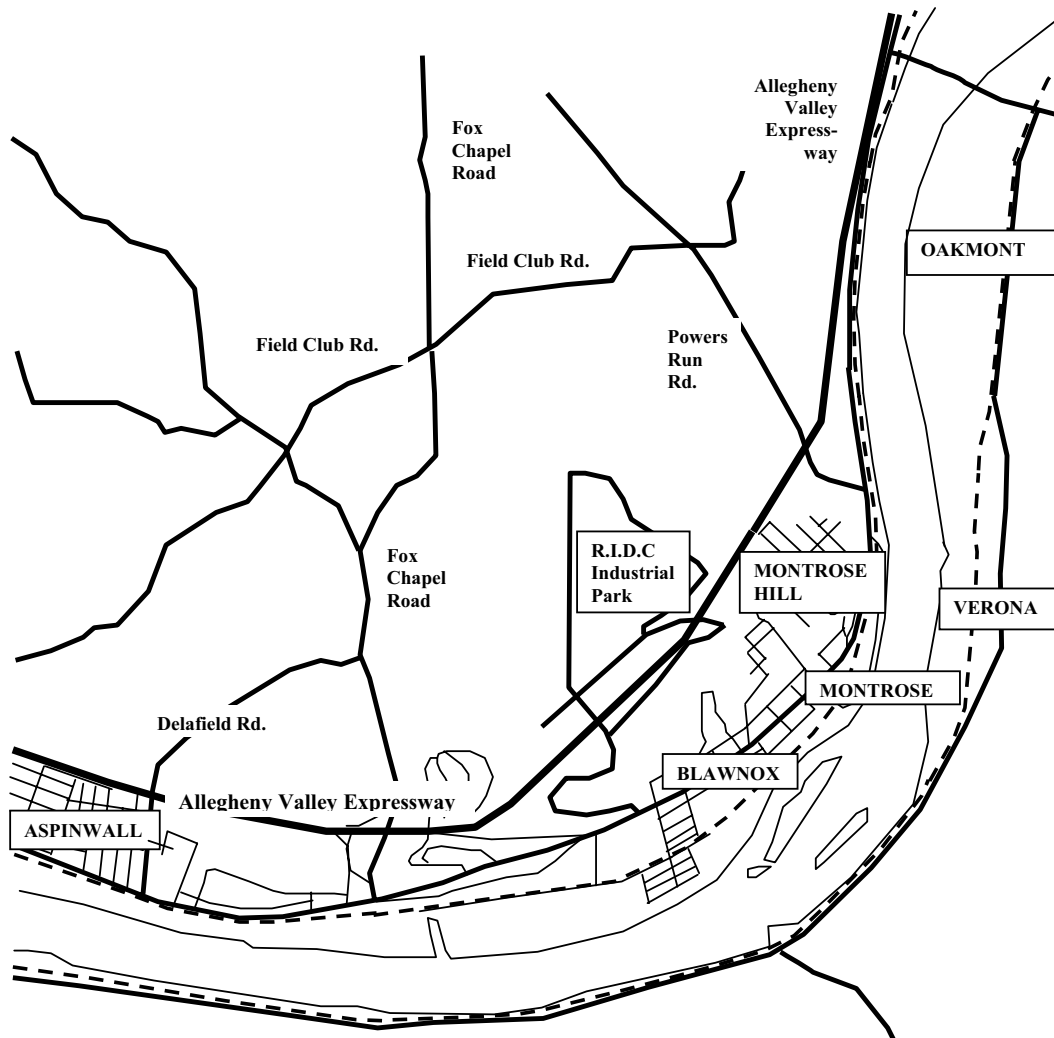 Allegheny
Valley
Express-
way
Fox
Chapel
Road
OAKMONT
Field Club Rd.
Field Club Rd.
Powers
Run
Rd.
R.I.D.C
Industrial
Park
MONTROSE
HILL
Fox
Chapel
Road
VERONA
MONTROSE
Delafield Rd.
BLAWNOX
Allegheny Valley Expressway
ASPINWALL